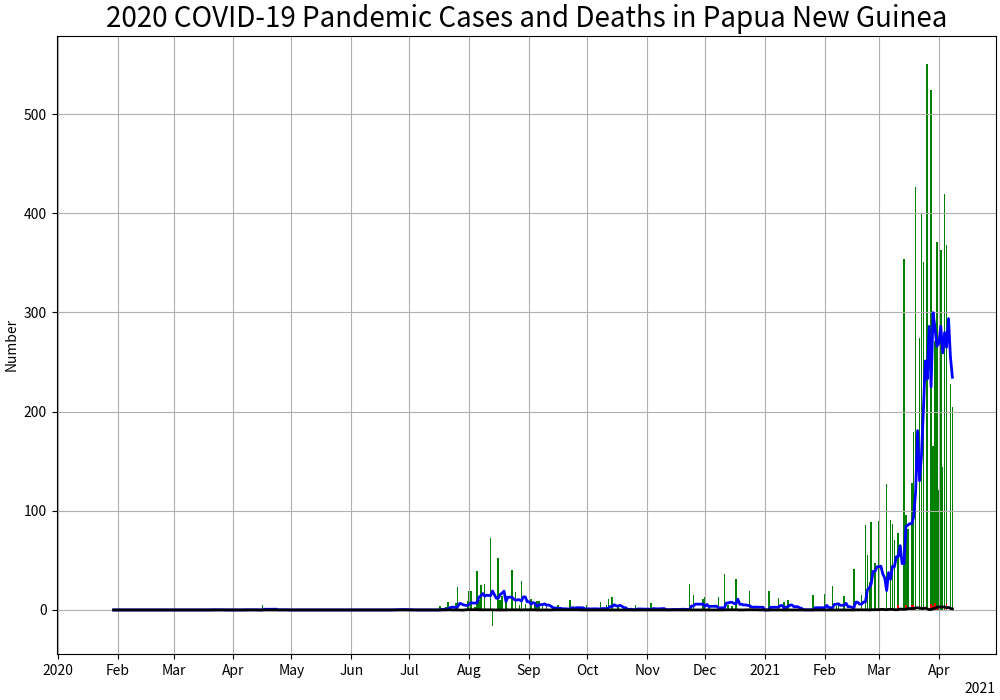 2020 COVID-19 Pandemic Cases and Deaths in Papua New Guinea
Number
500
400
300
200
100
0
2020 Feb Mar Apr May Jun Jul Aug Sep Oct Nov Dec 2021 Feb Mar Apr
2021